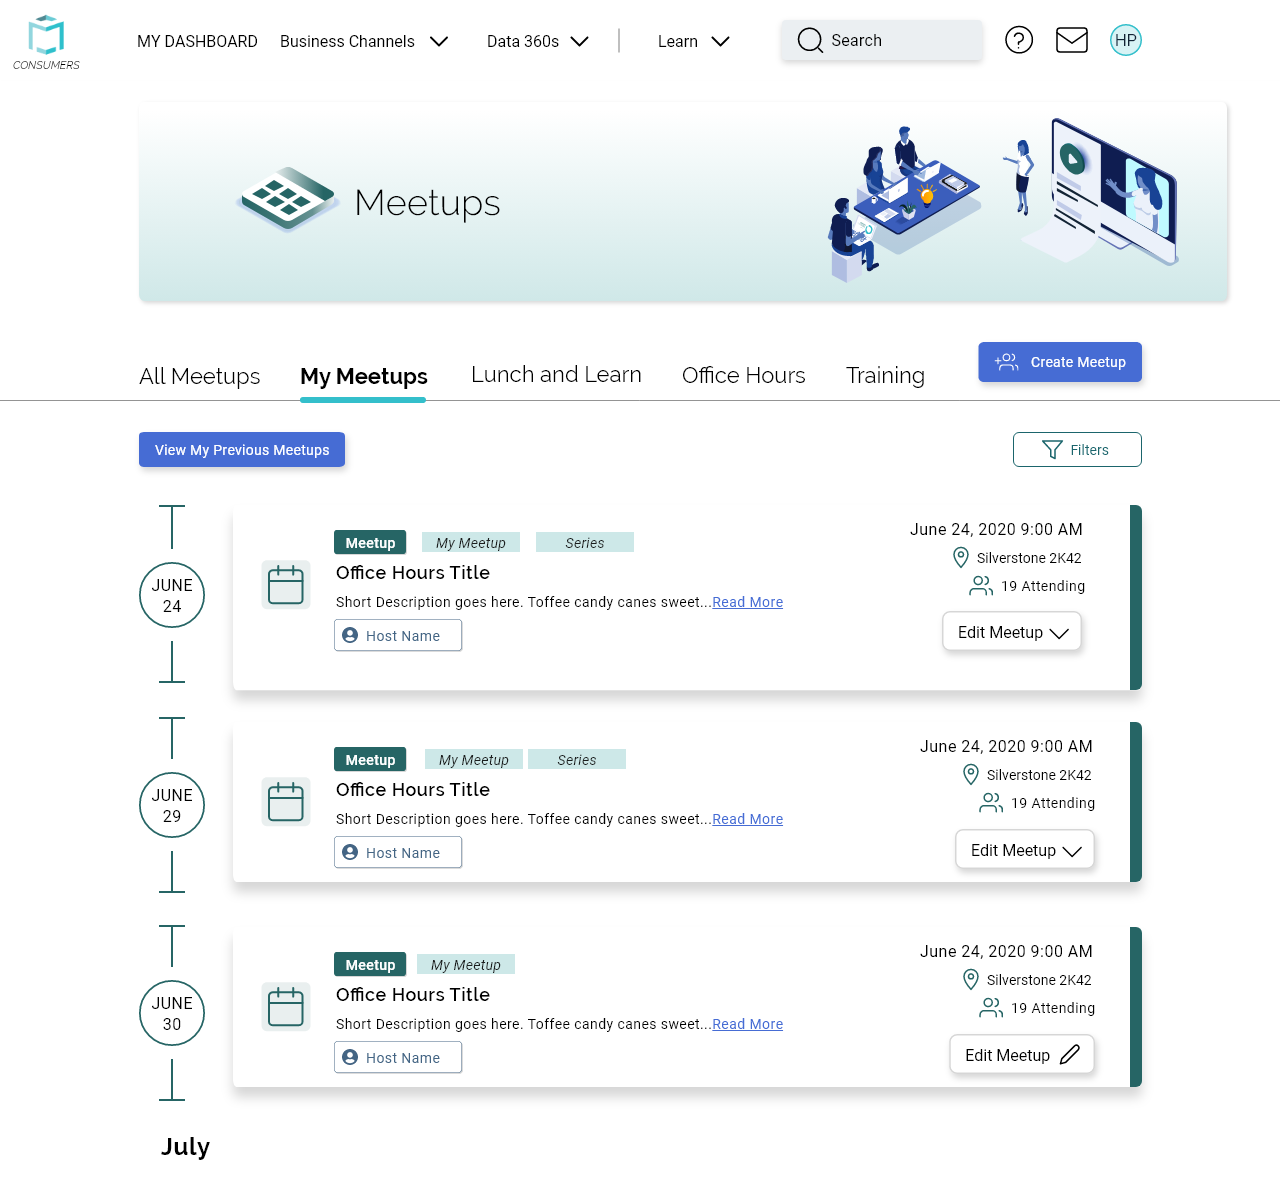 CONSUMERS
MY DASHBOARD
Business Channels
Data 360s
Learn
Search
HP
Meetups
All Meetups
My Meetups
Lunch and Learn
Office Hours
Training
Create Meetup
View My Previous Meetups
Filters
JUNE
24
Meetup
My Meetup
Series
Office Hours Title
Short Description goes here. Toffee candy canes sweet...Read More
Host Name
June 24, 2020 9:00 AM
Silverstone 2K42
19 Attending
Edit Meetup
JUNE
29
Meetup
My Meetup
Series
Office Hours Title
Short Description goes here. Toffee candy canes sweet...Read More
Host Name
June 24, 2020 9:00 AM
Silverstone 2K42
19 Attending
Edit Meetup
JUNE
30
Meetup
My Meetup
Office Hours Title
Short Description goes here. Toffee candy canes sweet...Read More
Host Name
June 24, 2020 9:00 AM
Silverstone 2K42
19 Attending
Edit Meetup
July